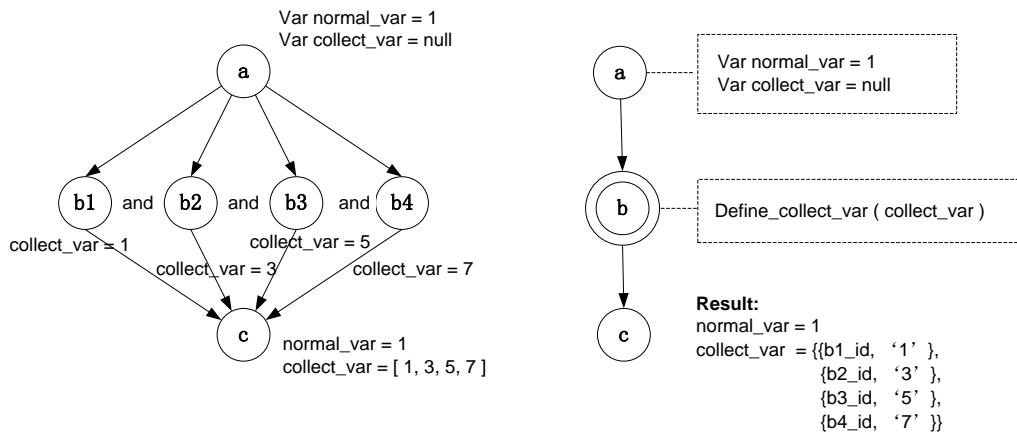 Var normal_var = 1
Var collect_var = null
a
b1 and b2 and b3 and b4
collect_var = 1
collect_var = 5
collect_var = 3
collect_var = 7
c
normal_var = 1
collect_var = [ 1, 3, 5, 7 ]
a
Var normal_var = 1
Var collect_var = null
b
Define_collect_var ( collect_var )
c
Result:
normal_var = 1
collect_var = {{b1_id, ‘1’ },
{b2_id, ‘3’ },
{b3_id, ‘5’ },
{b4_id, ‘7’ }}